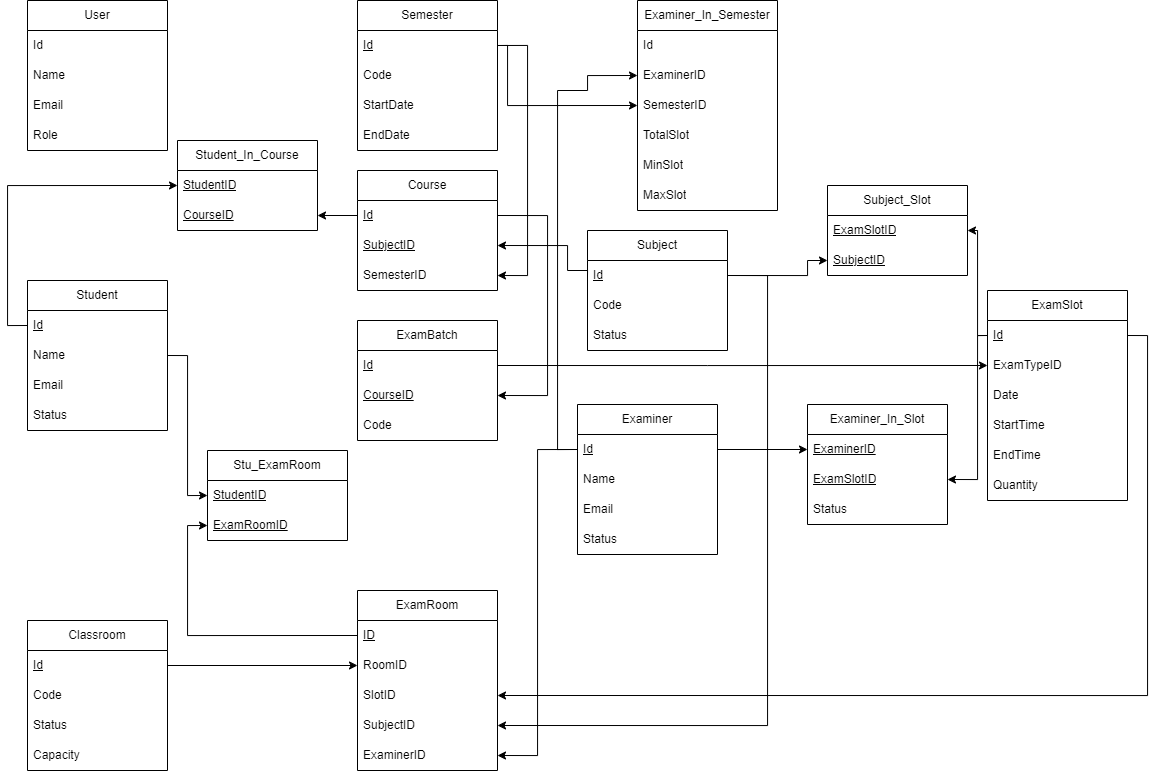 User
Id
Name
Email
Role
Semester
Id
Code
StartDate
EndDate
Examiner_In_Semester
Id
ExaminerID
SemesterID
TotalSlot
MinSlot
MaxSlot
Student_In_Course
StudentID
CourseID
Course
Id
SubjectID
SemesterID
Subject
Id
Code
Status
Subject_Slot
ExamSlotID
SubjectID
Student
Id
Name
Email
Status
ExamBatch
Id
CourseID
Code
ExamSlot
Id
ExamTypeID
Date
StartTime
EndTime
Quantity
Examiner
Id
Name
Email
Status
Examiner_In_Slot
ExaminerID
ExamSlotID
Status
Stu_ExamRoom
StudentID
ExamRoomID
Classroom
Id
Code
Status
Capacity
ExamRoom
ID
RoomID
SlotID
SubjectID
ExaminerID